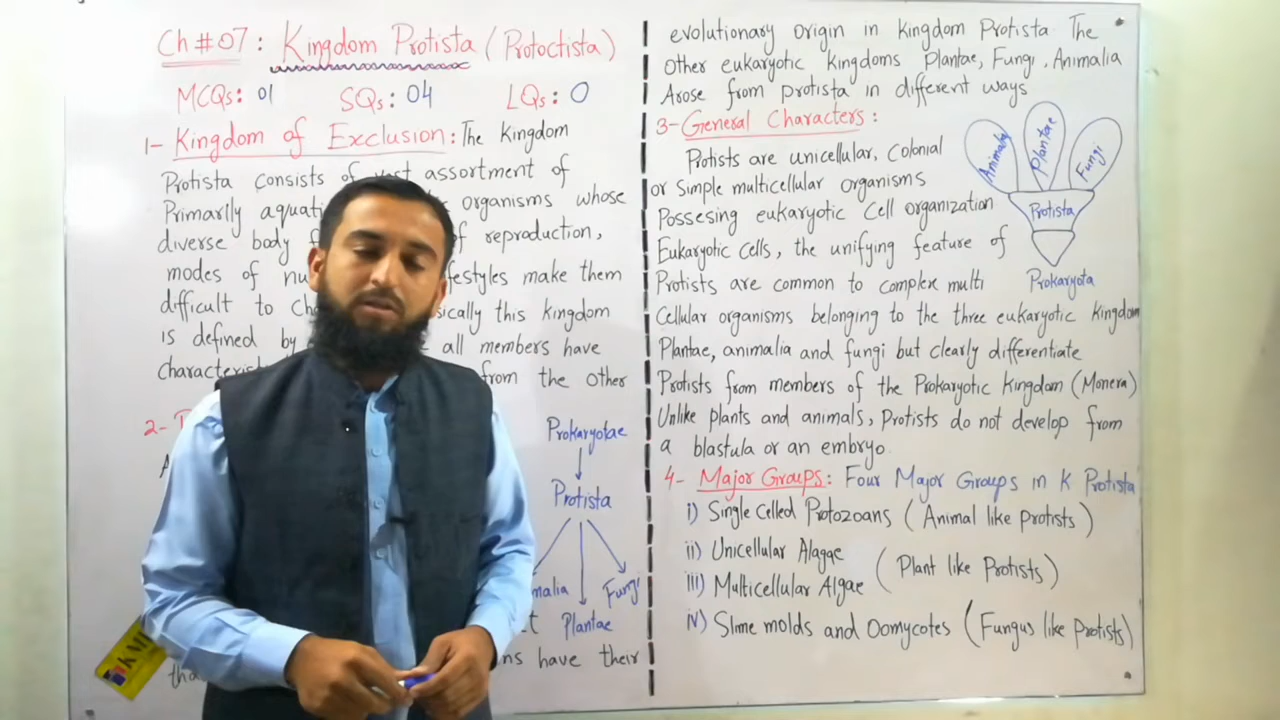 Ch # 07: Kingdom Protista (Protoctista)
MCQs: 01 SQs: 04 LQs: 0
1- Kingdom of Exclusion: The Kingdom
Protista consists of assortment of
Primarily organisms whose
diverse body of reproduction,
modes of lifestyles make them
difficult to this kingdom
is defined by all members have
from the other
2-
Prokaryotae
Protista
Fungi
Plantae
have their
evolutionary origin in Kingdom Protista. The
Other eukaryotic kingdoms Plantae, Fungi, Animalia
Arose from protista in different ways
3- General Characters:
Protists are unicellular, Colonial
or Simple multicellular organisms
Possesing eukaryotic Cell organization
Eukaryotic cells, the unifying feature of
Protists are common to complex multi
Cellular organisms belonging to the three eukaryotic kingdom
Plantae, animalia and fungi but clearly differentiate
Protists from members of the Prokaryotic Kingdom (Monera)
Unlike plants and animals, Protists do not develop from
a blastula or an embryo.
Animalia
Plantae
Fungi
Protista
Prokaryota
4- Major Groups: Four Major Groups in K Protista
i) Single Celled Protozoans (Animal like protists)
ii) Unicellular Alagae
iii) Multicellular Algae (Plant like Protists)
iv) Slime molds and Oomycotes (Fungus like Protists)